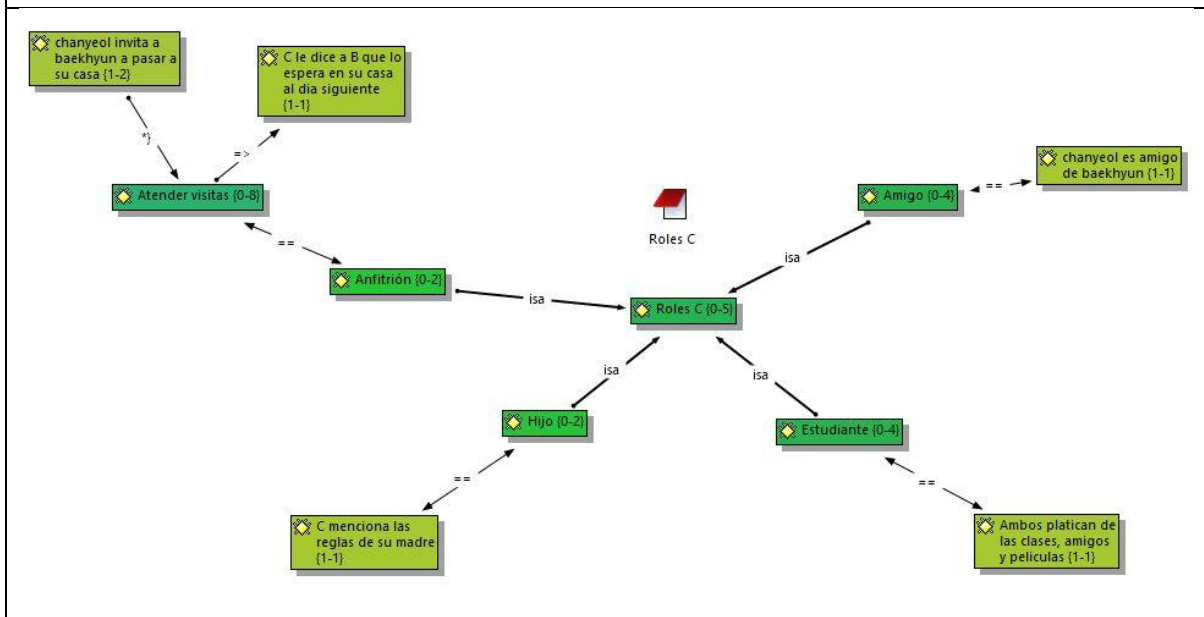 chanyeol invita a
baekhyun a pasar a
su casa {1-2}
C le dice a B que lo
espera en su casa
al dia siguiente
{1-1}
*}
=>
chanyeol es amigo
de baekhyun {1-1}
==
Atender visitas {0-8}
Amigo {0-4}
Roles C
==
isa
Anfitrión {0-2}
isa
Roles C {0-5}
isa
isa
Hijo {0-2}
Estudiante {0-4}
==
==
C menciona las
reglas de su madre
{1-1}
Ambos platican de
las clases, amigos
y peliculas {1-1}